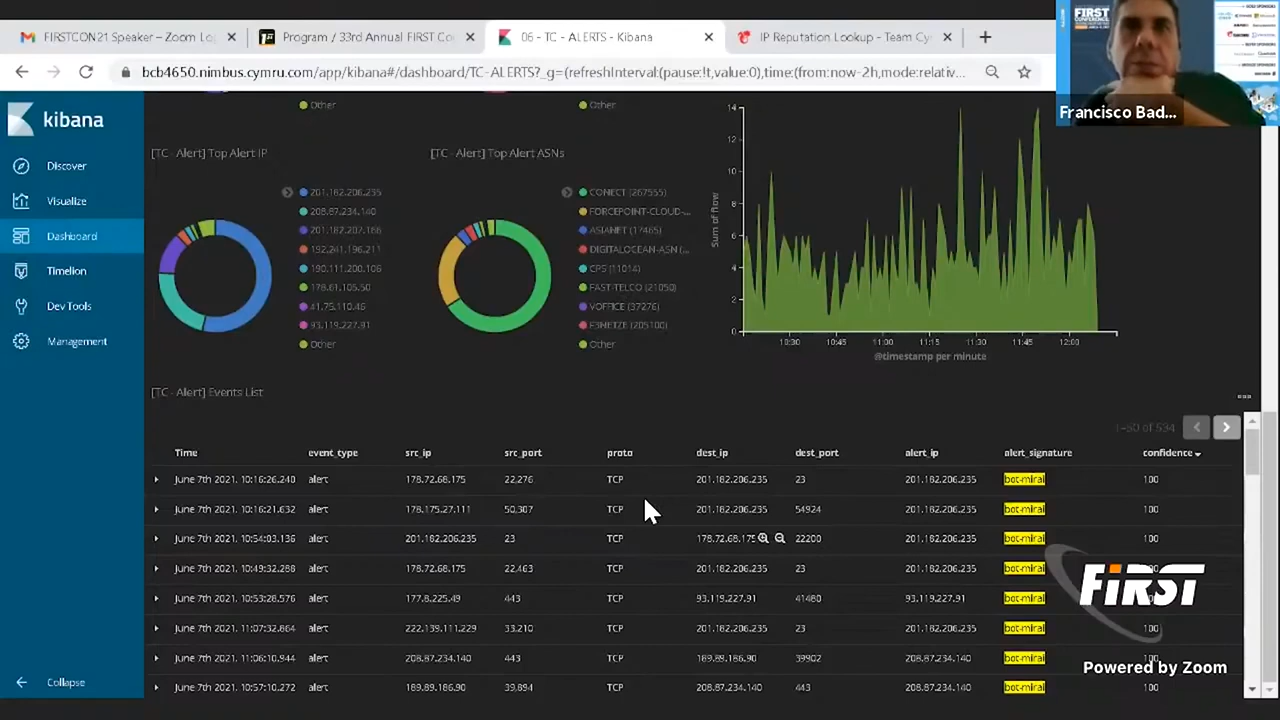 FIRSTCON21 Speaker – Zoom Lo
Program / 33rd Annual FIRST C
06 - TC - ALERTS - Kibana
IP Reputation Lookup - Team Cy
bcb4650.nimbus.cymru.com/app/kibana#/dashboard/TC-ALERTS?_g=(refreshInterval:(pause:!t,value:0),time:(from:now-2h,mode:relativ...
Francisco Bad...
kibana
Discover
Visualize
Dashboard
Timelion
Dev Tools
Management
Collapse
Other
Other
[TC - Alert] Top Alert IP
201.182.206.235
208.87.234.140
201.182.207.166
192.241.196.211
190.111.200.106
178.61.105.50
41.75.110.46
93.119.227.91
Other
[TC - Alert] Top Alert ASNs
CONECT (267555)
FORCEPOINT-CLOUD-...
ASIANET (17465)
DIGITALOCEAN-ASN (...
CPS (11014)
FAST-TELCO (21050)
VOFFICE (37276)
F3NETZE (205100)
Other
14
12
10
8
6
4
2
0
Sum of flow
10:30 10:45 11:00 11:15 11:30 11:45 12:00
@timestamp per minute
[TC - Alert] Events List
1–50 of 534
Time event_type src_ip src_port proto dest_ip dest_port alert_ip alert_signature confidence
June 7th 2021, 10:16:26.240 alert 178.72.68.175 22,276 TCP 201.182.206.235 23 201.182.206.235 bot-mirai 100
June 7th 2021, 10:16:21.632 alert 178.175.27.111 50,387 TCP 201.182.206.235 54924 201.182.206.235 bot-mirai 100
June 7th 2021, 10:54:03.136 alert 201.182.206.235 23 TCP 178.72.68.175 22200 201.182.206.235 bot-mirai 100
June 7th 2021, 10:49:32.288 alert 178.72.68.175 22,463 TCP 201.182.206.235 23 201.182.206.235 bot-mirai
June 7th 2021, 10:53:28.576 alert 177.8.225.49 443 TCP 93.119.227.91 41480 93.119.227.91 bot-mirai
June 7th 2021, 11:07:32.864 alert 222.139.111.229 33,210 TCP 201.182.206.235 23 201.182.206.235 bot-mirai 100
June 7th 2021, 11:06:10.944 alert 208.87.234.140 443 TCP 189.89.186.90 39902 208.87.234.140 bot-mirai 100
June 7th 2021, 10:57:10.272 alert 189.89.186.90 39,894 TCP 208.87.234.140 443 208.87.234.140 bot-mirai 100
FiRST
Powered by Zoom